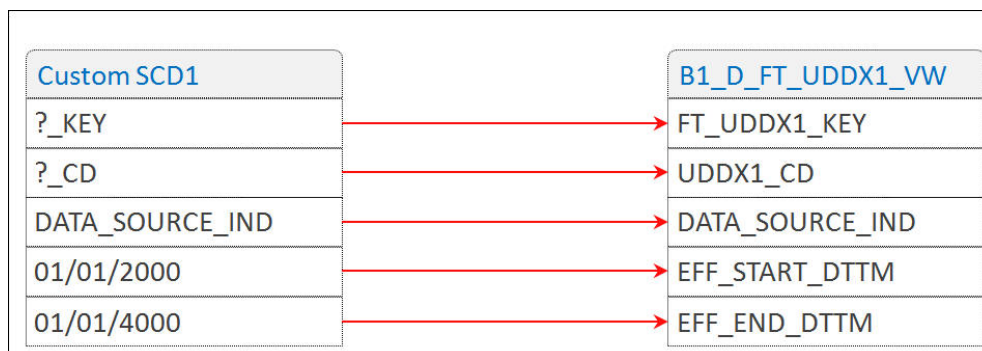 Custom SCD1 B1_D_FT_UDDX1_VW
?_KEY FT_UDDX1_KEY
?_CD UDDX1_CD
DATA_SOURCE_IND DATA_SOURCE_IND
01/01/2000 EFF_START_DTTM
01/01/4000 EFF_END_DTTM